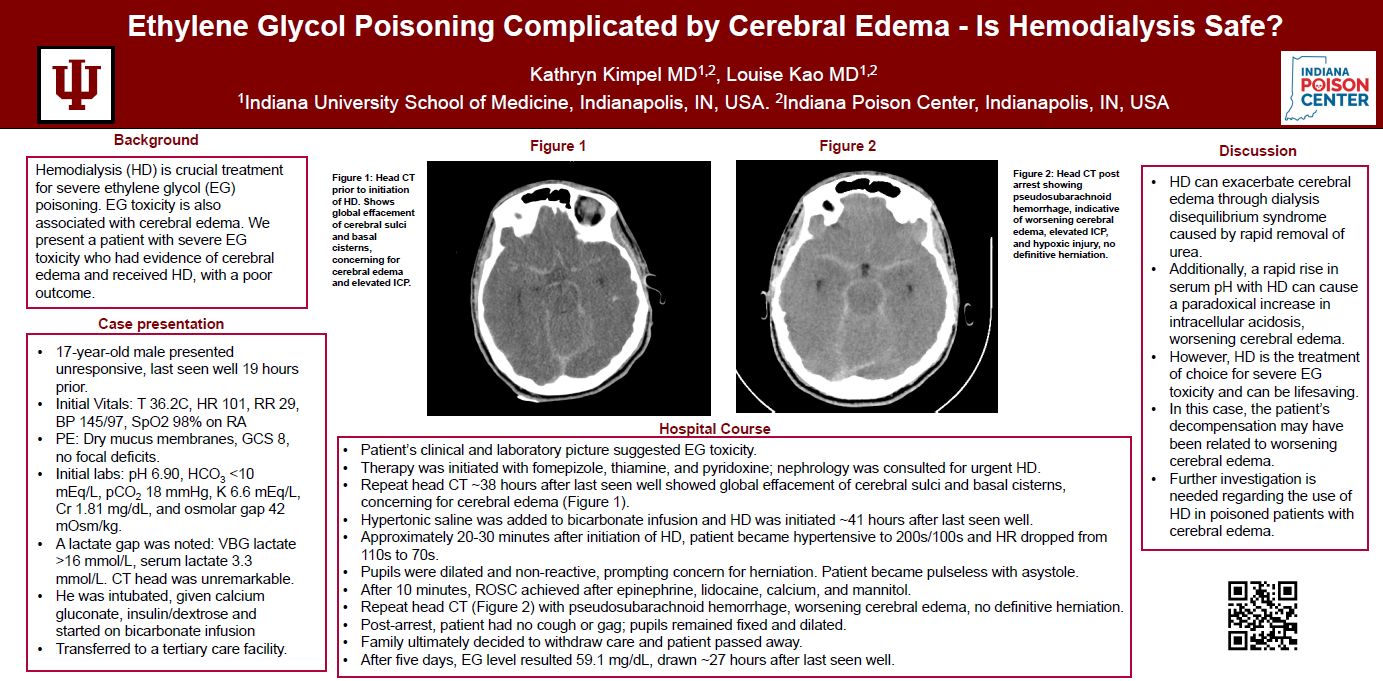 Ethylene Glycol Poisoning Complicated by Cerebral Edema - Is Hemodialysis Safe?
Kathryn Kimpel MD1,2, Louise Kao MD1,2
1Indiana University School of Medicine, Indianapolis, IN, USA. 2Indiana Poison Center, Indianapolis, IN, USA
INDIANA
POISON
CENTER
Background
Hemodialysis (HD) is crucial treatment
for severe ethylene glycol (EG)
poisoning. EG toxicity is also
associated with cerebral edema. We
present a patient with severe EG
toxicity who had evidence of cerebral
edema and received HD, with a poor
outcome.
Case presentation
• 17-year-old male presented
unresponsive, last seen well 19 hours
prior.
• Initial Vitals: T 36.2C, HR 101, RR 29,
BP 145/97, SpO2 98% on RA
• PE: Dry mucus membranes, GCS 8,
no focal deficits.
• Initial labs: pH 6.90, HCO3 <10
mEq/L, pCO2 18 mmHg, K 6.6 mEq/L,
Cr 1.81 mg/dL, and osmolar gap 42
mOsm/kg.
• A lactate gap was noted: VBG lactate
>16 mmol/L, serum lactate 3.3
mmol/L. CT head was unremarkable.
• He was intubated, given calcium
gluconate, insulin/dextrose and
started on bicarbonate infusion
• Transferred to a tertiary care facility.
Figure 1
Figure 1: Head CT
prior to initiation
of HD. Shows
global effacement
of cerebral sulci
and basal
cisterns,
concerning for
cerebral edema
and elevated ICP.
Figure 2
Figure 2: Head CT post
arrest showing
pseudosubarachnoid
hemorrhage, indicative
of worsening cerebral
edema, elevated ICP,
and hypoxic injury, no
definitive herniation.
Hospital Course
• Patient's clinical and laboratory picture suggested EG toxicity.
• Therapy was initiated with fomepizole, thiamine, and pyridoxine; nephrology was consulted for urgent HD.
• Repeat head CT ~38 hours after last seen well showed global effacement of cerebral sulci and basal cisterns,
concerning for cerebral edema (Figure 1).
• Hypertonic saline was added to bicarbonate infusion and HD was initiated ~41 hours after last seen well.
• Approximately 20-30 minutes after initiation of HD, patient became hypertensive to 200s/100s and HR dropped from
110s to 70s.
• Pupils were dilated and non-reactive, prompting concern for herniation. Patient became pulseless with asystole.
• After 10 minutes, ROSC achieved after epinephrine, lidocaine, calcium, and mannitol.
• Repeat head CT (Figure 2) with pseudosubarachnoid hemorrhage, worsening cerebral edema, no definitive herniation.
• Post-arrest, patient had no cough or gag; pupils remained fixed and dilated.
• Family ultimately decided to withdraw care and patient passed away.
• After five days, EG level resulted 59.1 mg/dL, drawn ~27 hours after last seen well.
Discussion
• HD can exacerbate cerebral
edema through dialysis
disequilibrium syndrome
caused by rapid removal of
urea.
• Additionally, a rapid rise in
serum pH with HD can cause
a paradoxical increase in
intracellular acidosis,
worsening cerebral edema.
• However, HD is the treatment
of choice for severe EG
toxicity and can be lifesaving.
• In this case, the patient's
decompensation may have
been related to worsening
cerebral edema.
• Further investigation is
needed regarding the use of
HD in poisoned patients with
cerebral edema.